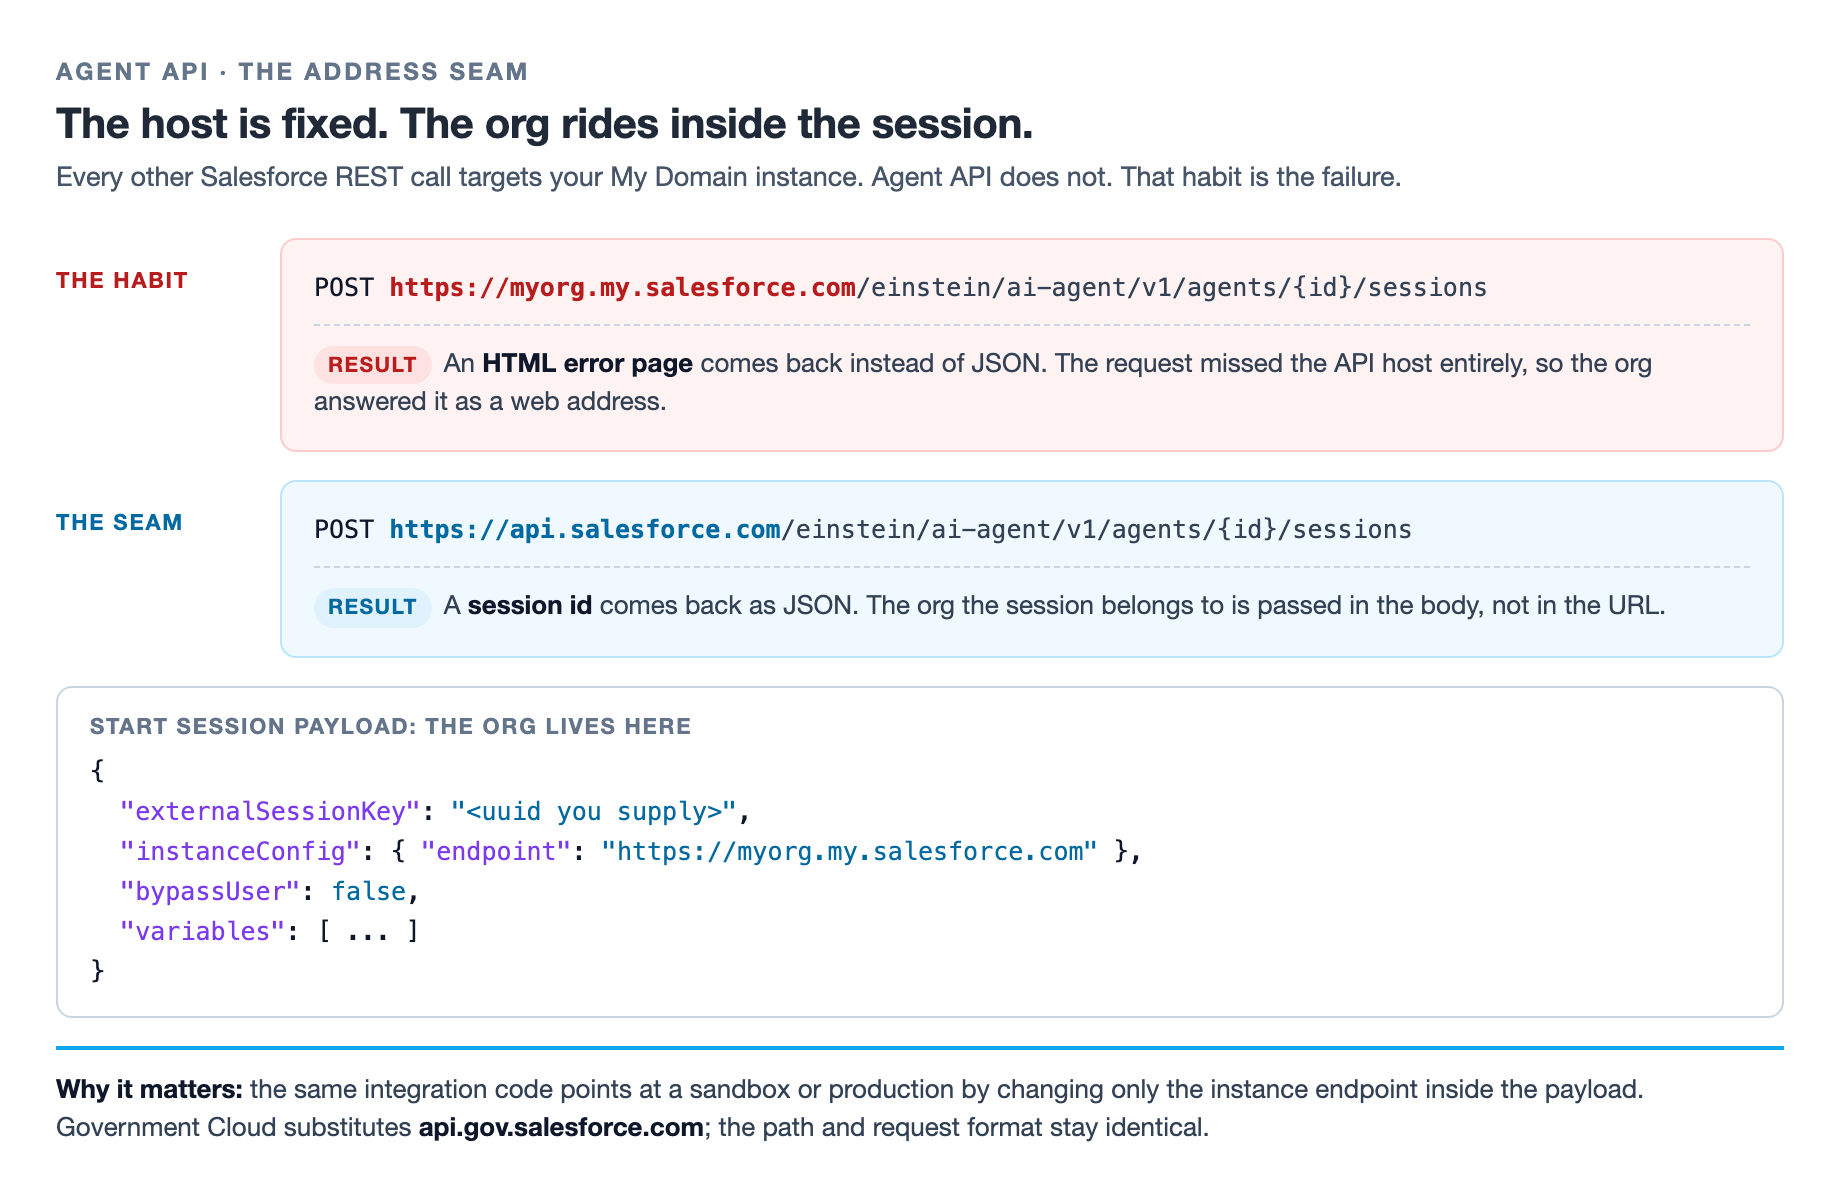 AGENT API · THE ADDRESS SEAM
The host is fixed. The org rides inside the session.
Every other Salesforce REST call targets your My Domain instance. Agent API does not. That habit is the failure.
THE HABIT
POST https://myorg.my.salesforce.com/einstein/ai-agent/v1/agents/{id}/sessions
RESULT An HTML error page comes back instead of JSON. The request missed the API host entirely, so the org
answered it as a web address.
THE SEAM
POST https://api.salesforce.com/einstein/ai-agent/v1/agents/{id}/sessions
RESULT A session id comes back as JSON. The org the session belongs to is passed in the body, not in the URL.
START SESSION PAYLOAD: THE ORG LIVES HERE
{
"externalSessionKey": "<uuid you supply>",
"instanceConfig": { "endpoint": "https://myorg.my.salesforce.com" },
"bypassUser": false,
"variables": [ ... ]
}
Why it matters: the same integration code points at a sandbox or production by changing only the instance endpoint inside the payload.
Government Cloud substitutes api.gov.salesforce.com; the path and request format stay identical.